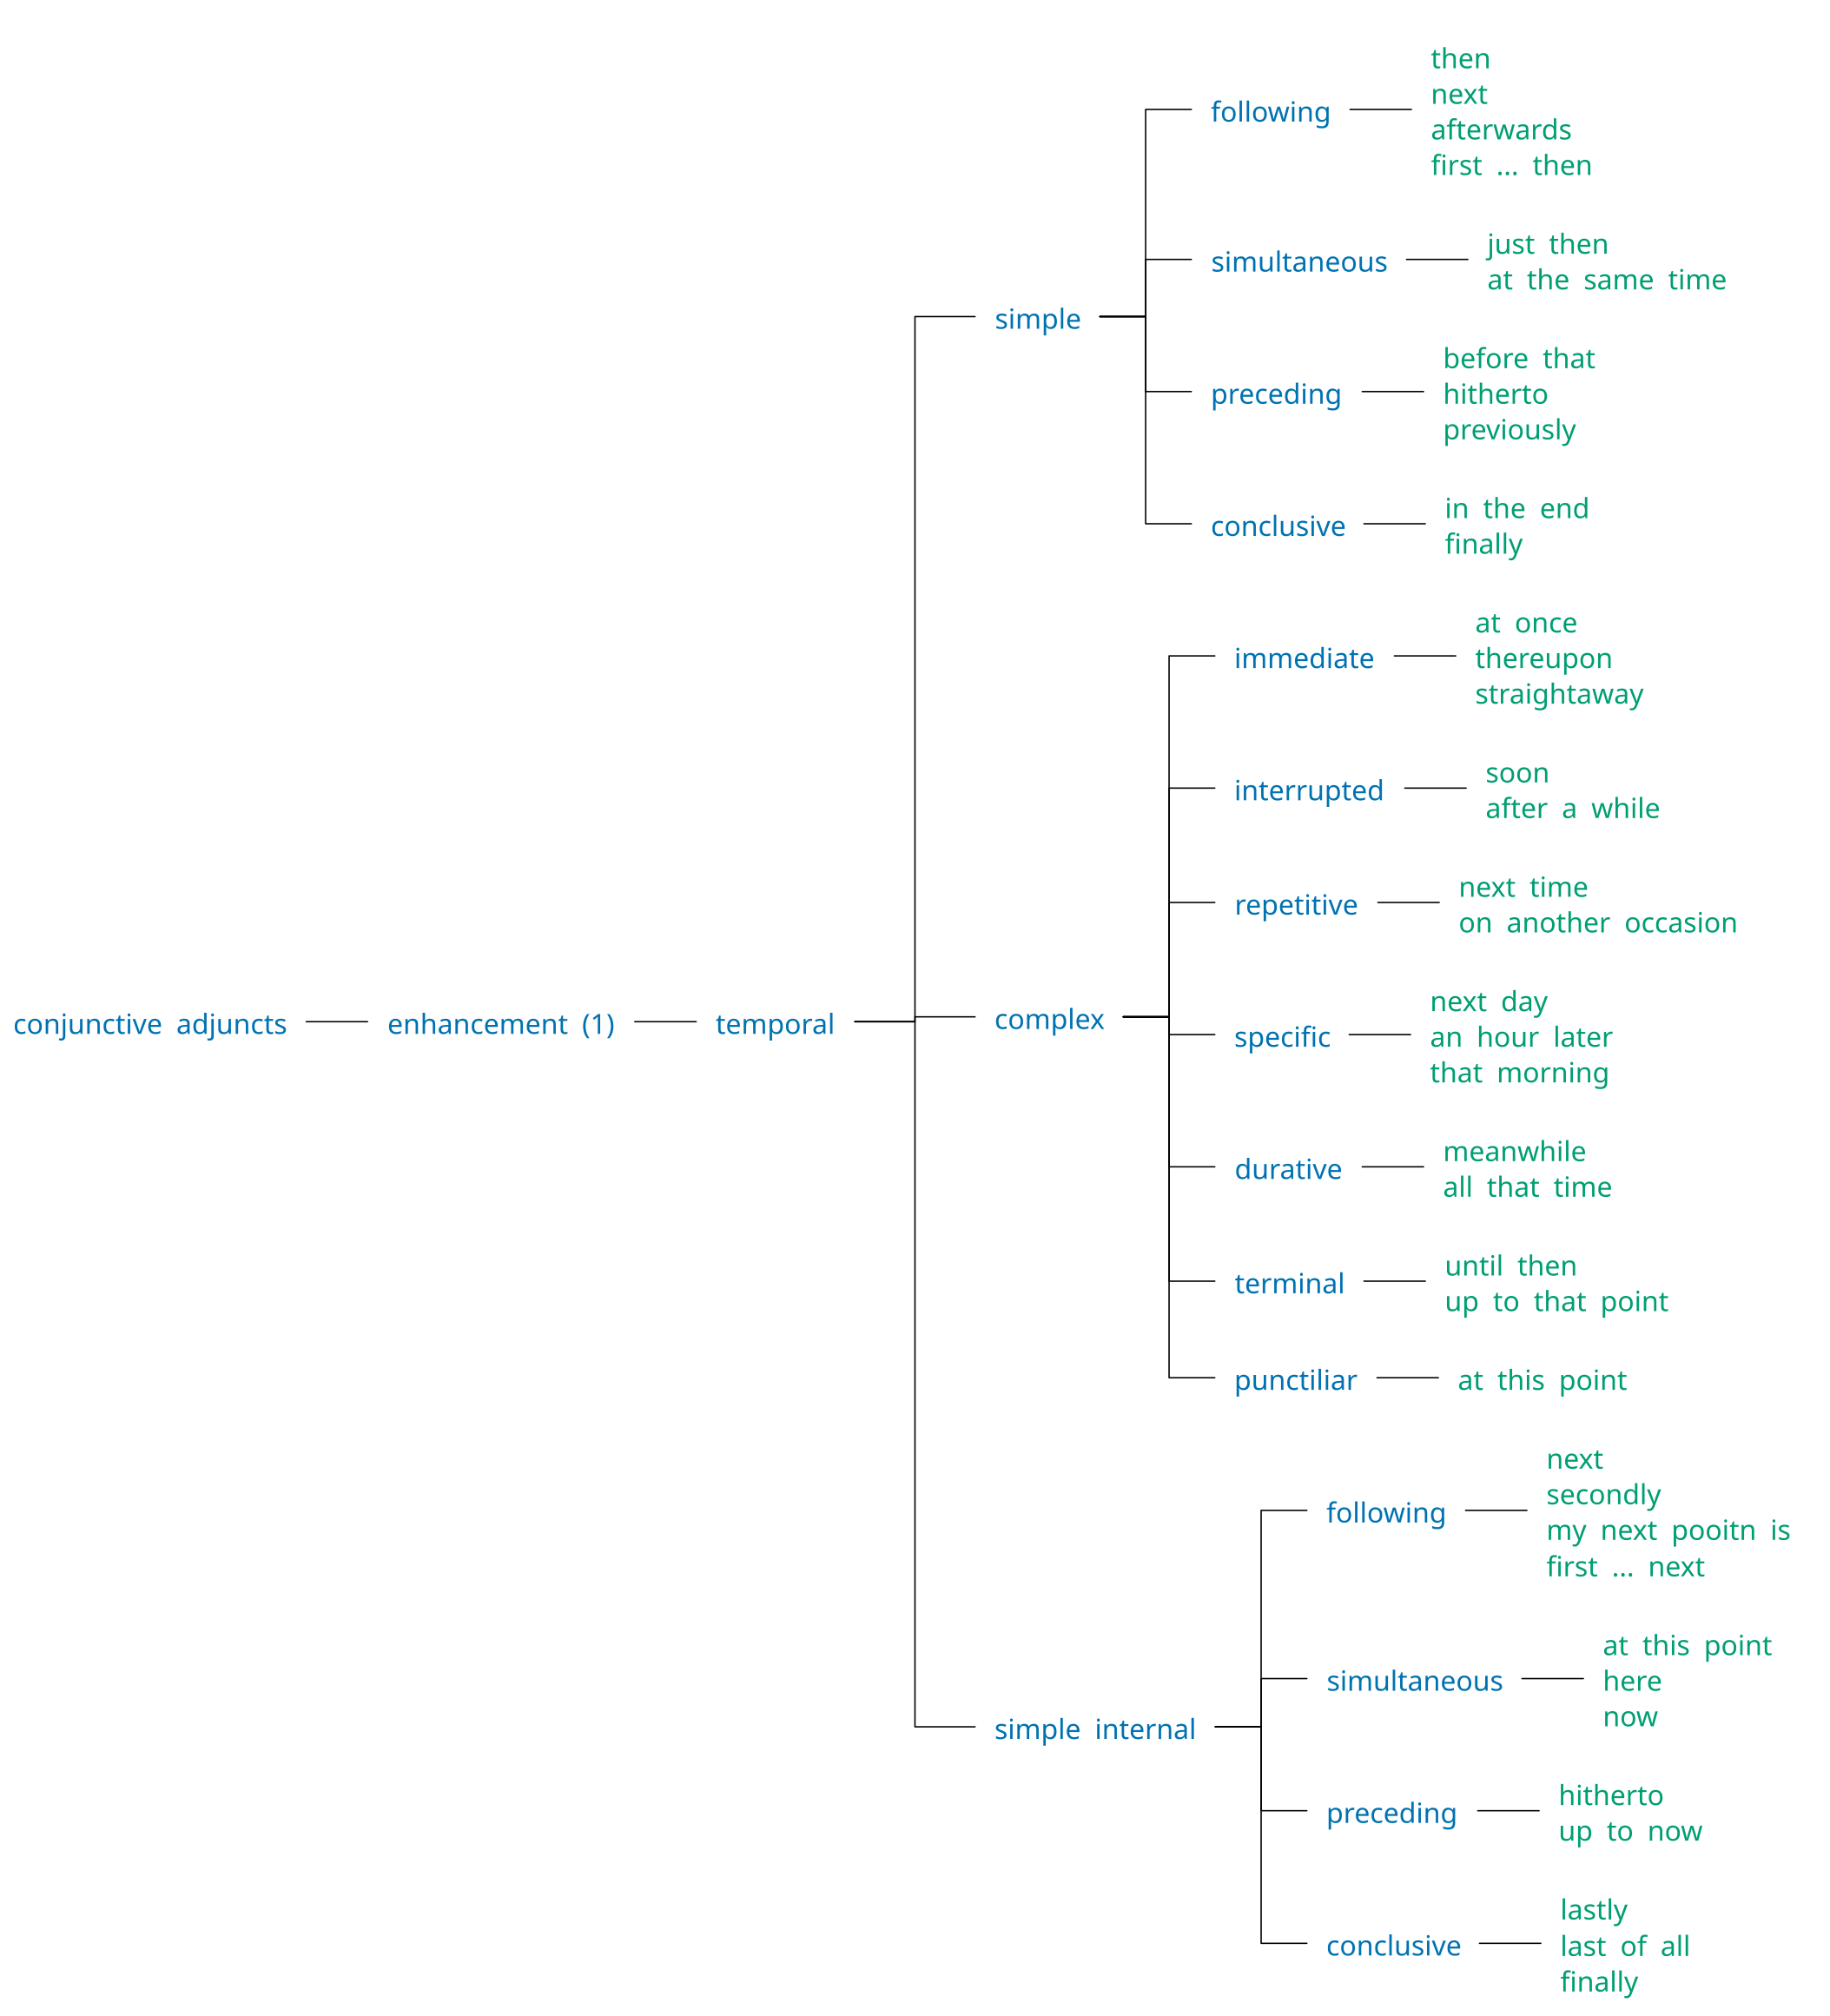 conjunctive adjuncts
enhancement (1)
temporal
simple
following
then
next
afterwards
first ... then
simultaneous
just then
at the same time
preceding
before that
hitherto
previously
conclusive
in the end
finally
complex
immediate
at once
thereupon
straightaway
interrupted
soon
after a while
repetitive
next time
on another occasion
specific
next day
an hour later
that morning
durative
meanwhile
all that time
terminal
until then
up to that point
punctiliar
at this point
simple internal
following
next
secondly
my next pooitn is
first ... next
simultaneous
at this point
here
now
preceding
hitherto
up to now
conclusive
lastly
last of all
finally